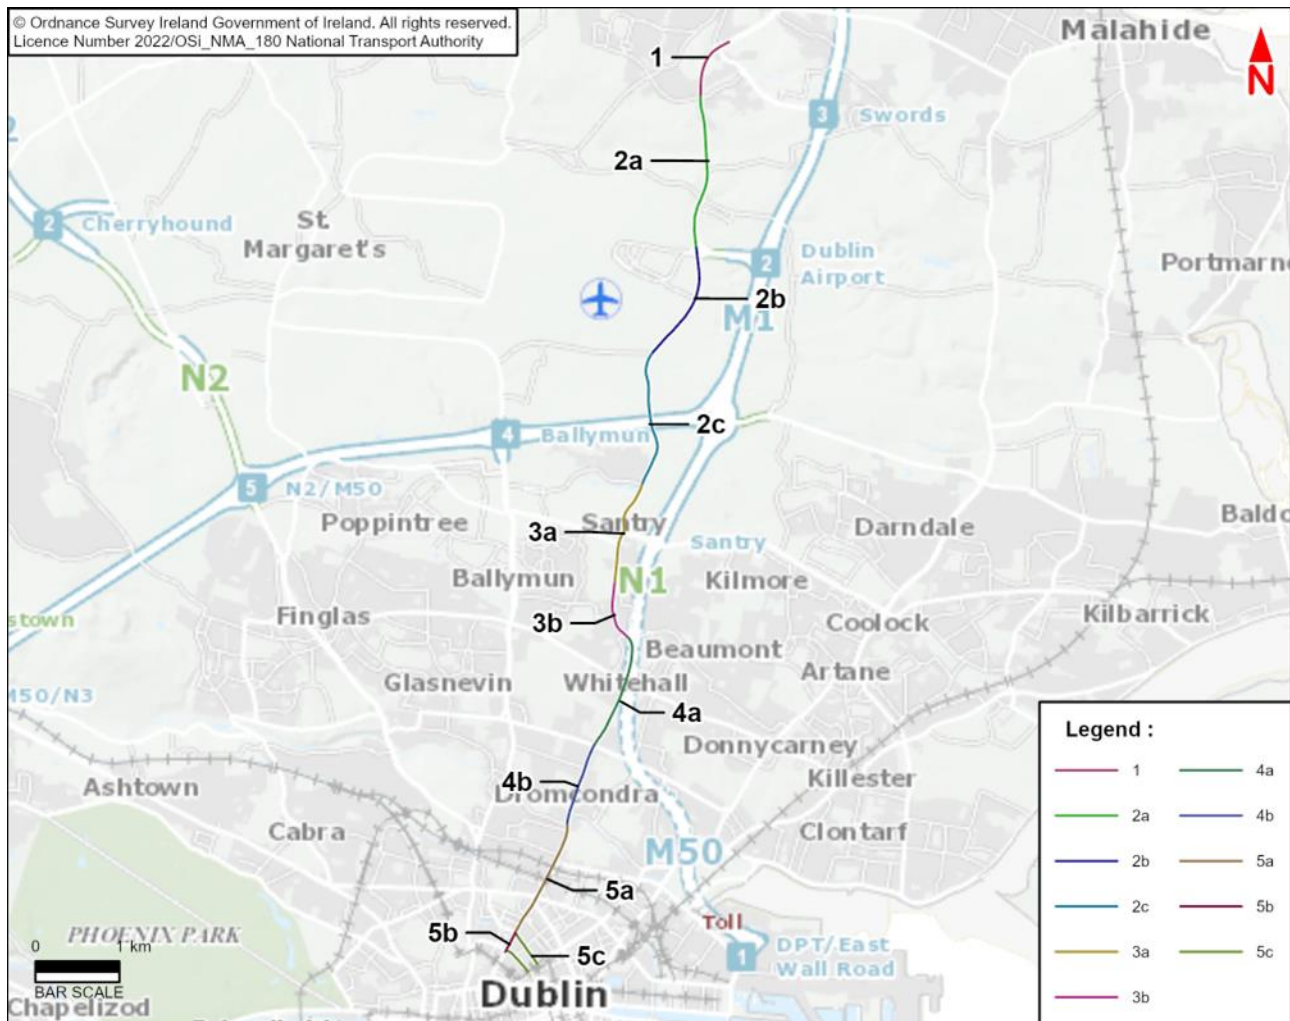 © Ordnance Survey Ireland Government of Ireland. All rights reserved.
Licence Number 2022/OSi_NMA_180 National Transport Authority
Malahide
N
1
3
Swords
2a
2
Cherryhound
St.
Margaret's
2
Dublin
Airport
Portmarno
2b
M1
N2
2c
4
Ballymun
5
N2/M50
Poppintree
Santry
3a
Darndale
Baldo
Santry
Ballymun
N1
Kilmore
Finglas
stown
3b
Coolock
Kilbarrick
Beaumont
Artane
M50/N3
Glasnevin
Whitehall
4a
Donnycarney
Killester
4b
Dromcondra
Ashtown
Cabra
Clontarf
M50
5a
Toll
PHOENIX PARK
5b
5c
1
DPT/East
Wall Road
0
1 km
BAR SCALE
Dublin
Chapelizod
Legend :
1
4a
2a
4b
2b
5a
2c
5b
3a
5c
3b